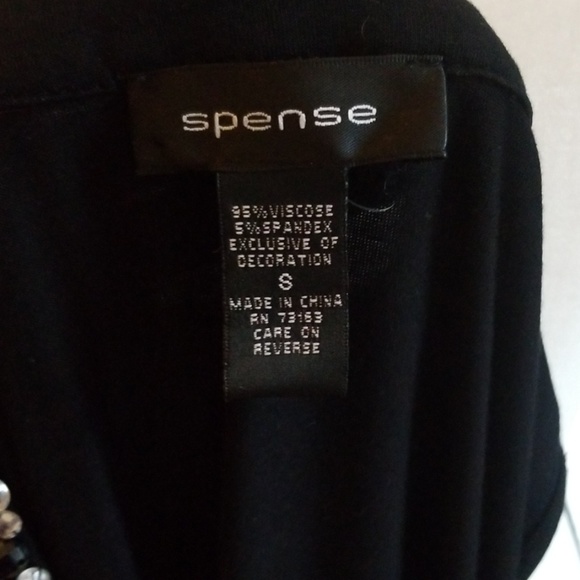 spense
95%VISCOSE
5%SPANDEX
EXCLUSIVE OF
DECORATION
S
MADE IN CHINA
RN 73163
CARE ON
REVERSE